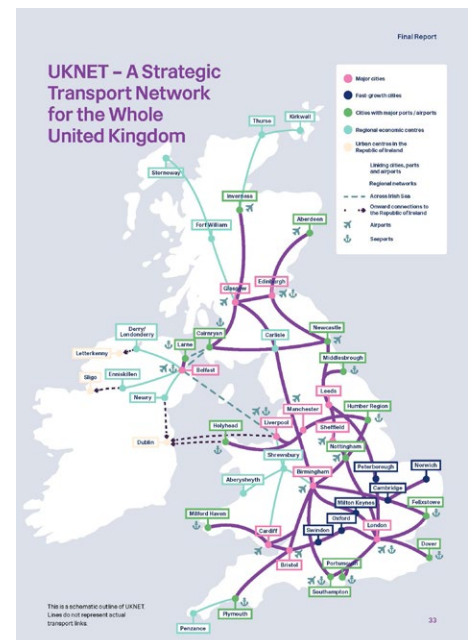 Final Report
UKNET – A Strategic
Transport Network
for the Whole
United Kingdom
Major cities
Fast-growth cities
Cities with major ports / airports
Regional economic centres
Urban centres in the
Republic of Ireland
Linking cities, ports
and airports
Regional networks
Across Irish Sea
Onward connections to
the Republic of Ireland
Airports
Seaports
Kirkwall
Thurso
Stornoway
Inverness
Aberdeen
Fort William
Glasgow
Edinburgh
Derry/
Londonderry
Cairnryan
Newcastle
Carlisle
Larne
Letterkenny
Middlesbrough
Belfast
Enniskillen
Sligo
Leeds
Newry
Manchester
Humber Region
Liverpool
Holyhead
Sheffield
Dublin
Nottingham
Shrewsbury
Peterborough
Norwich
Birmingham
Aberystwyth
Cambridge
Felixstowe
Milton Keynes
Milford Haven
Oxford
London
Cardiff
Swindon
Dover
Bristol
Portsmouth
Southampton
Plymouth
Penzance
This is a schematic outline of UKNET.
Lines do not represent actual
transport links.
33